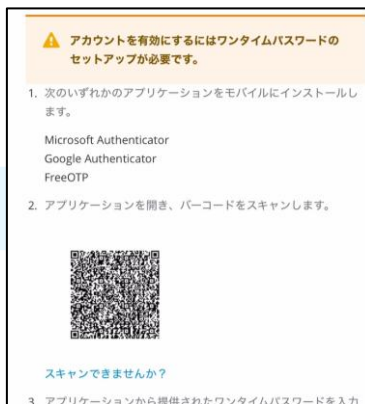 アカウントを有効にするにはワンタイムパスワードの
セットアップが必要です。
1. 次のいずれかのアプリケーションをモバイルにインストールし
ます。
Microsoft Authenticator
Google Authenticator
FreeOTP
2. アプリケーションを開き、バーコードをスキャンします。
スキャンできませんか？
3. アプリケーションから提供されたワンタイムパスワードを入力